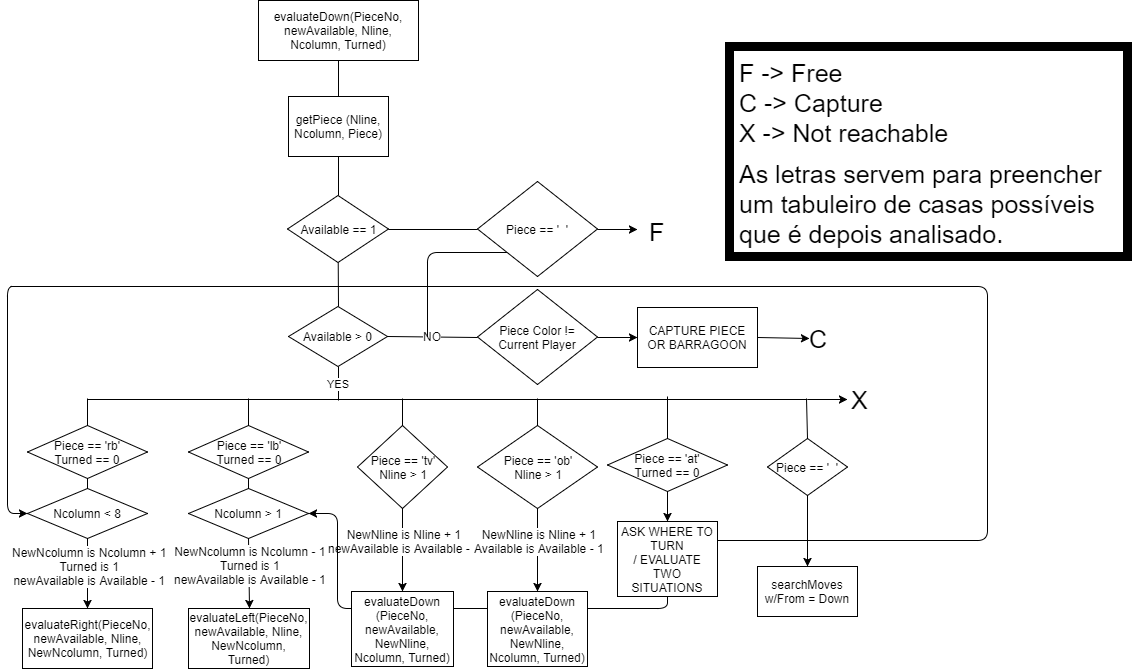 evaluateDown(PieceNo,
newAvailable, Nline,
Ncolumn, Turned)
F -> Free
C -> Capture
X -> Not reachable
As letras servem para preencher
um tabuleiro de casas possíveis
que é depois analisado.
getPiece (Nline,
Ncolumn, Piece)
Available == 1
Piece == ' '
F
Available > 0
NO
Piece Color !=
Current Player
CAPTURE PIECE
OR BARRAGOON
C
YES
X
Piece == 'rb'
Turned == 0
Piece == 'lb'
Turned == 0
Piece == 'tv'
Nline > 1
Piece == 'ob'
Nline > 1
Piece == 'at'
Turned == 0
Piece == ' '
Ncolumn < 8
Ncolumn > 1
NewNcolumn is Ncolumn + 1
Turned is 1
newAvailable is Available - 1
NewNcolumn is Ncolumn - 1
Turned is 1
newAvailable is Available - 1
NewNline is Nline + 1
newAvailable is Available -
NewNline is Nline + 1
Available is Available - 1
ASK WHERE TO
TURN
/ EVALUATE
TWO
SITUATIONS
searchMoves
w/From = Down
evaluateRight(PieceNo,
newAvailable, Nline,
NewNcolumn, Turned)
evaluateLeft(PieceNo,
newAvailable, Nline,
NewNcolumn,
Turned)
evaluateDown
(PieceNo,
newAvailable,
NewNline,
Ncolumn, Turned)
evaluateDown
(PieceNo,
newAvailable,
NewNline,
Ncolumn, Turned)